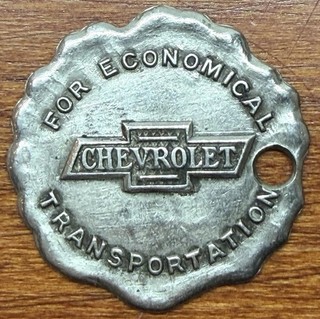 FOR ECONOMICAL
CHEVROLET
TRANSPORTATION